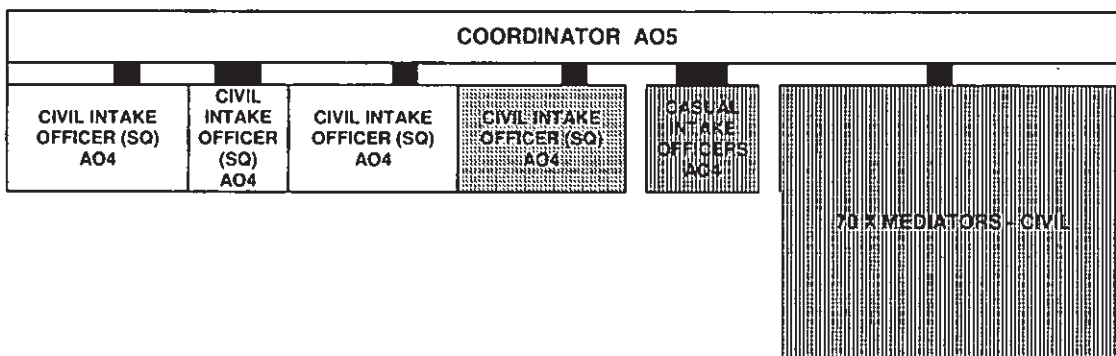 COORDINATOR AO5
CIVIL INTAKE
OFFICER (SQ)
AO4
CIVIL
INTAKE
OFFICER
(SQ)
AO4
CIVIL INTAKE
OFFICER (SQ)
AO4
CIVIL INTAKE
OFFICER (SQ)
AO4
CASUAL
INTAKE
OFFICERS
AO4
70 X MEDIATORS - CIVIL